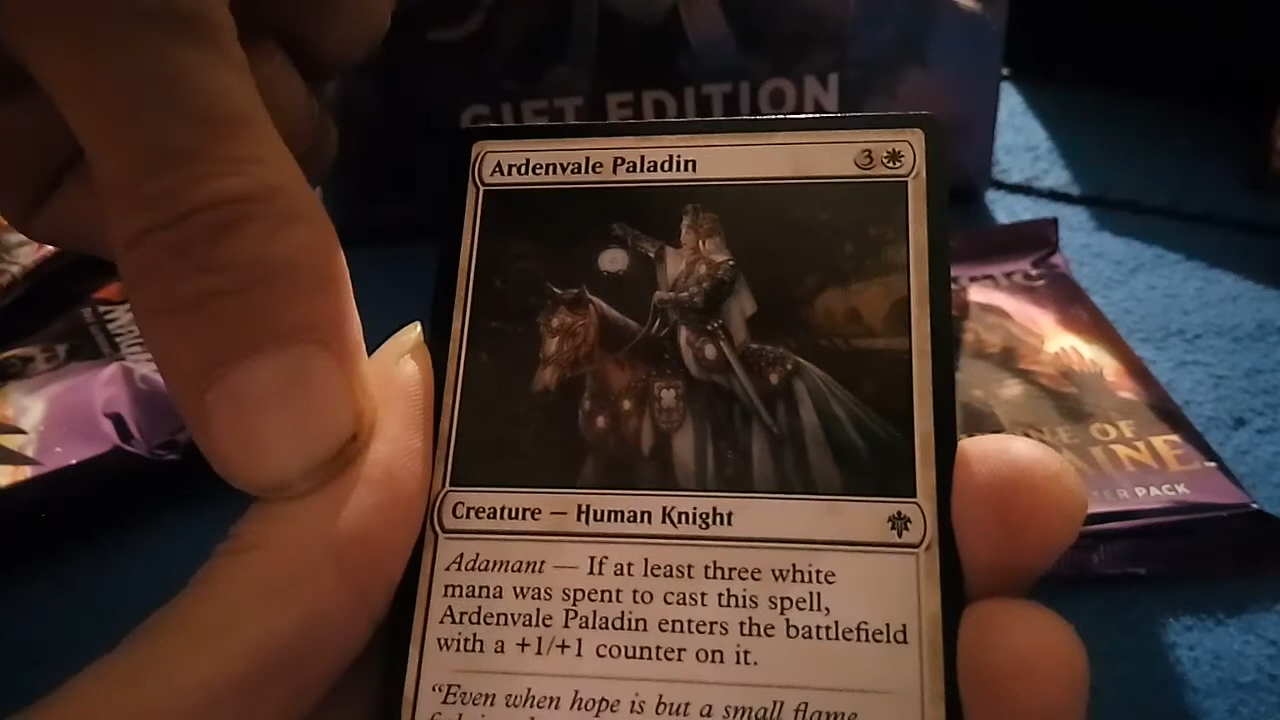 GIFT EDITION
Ardenvale Paladin 3
Creature — Human Knight
Adamant — If at least three white
mana was spent to cast this spell,
Ardenvale Paladin enters the battlefield
with a +1/+1 counter on it.
“Even when hope is but a small flame
OF
PACK